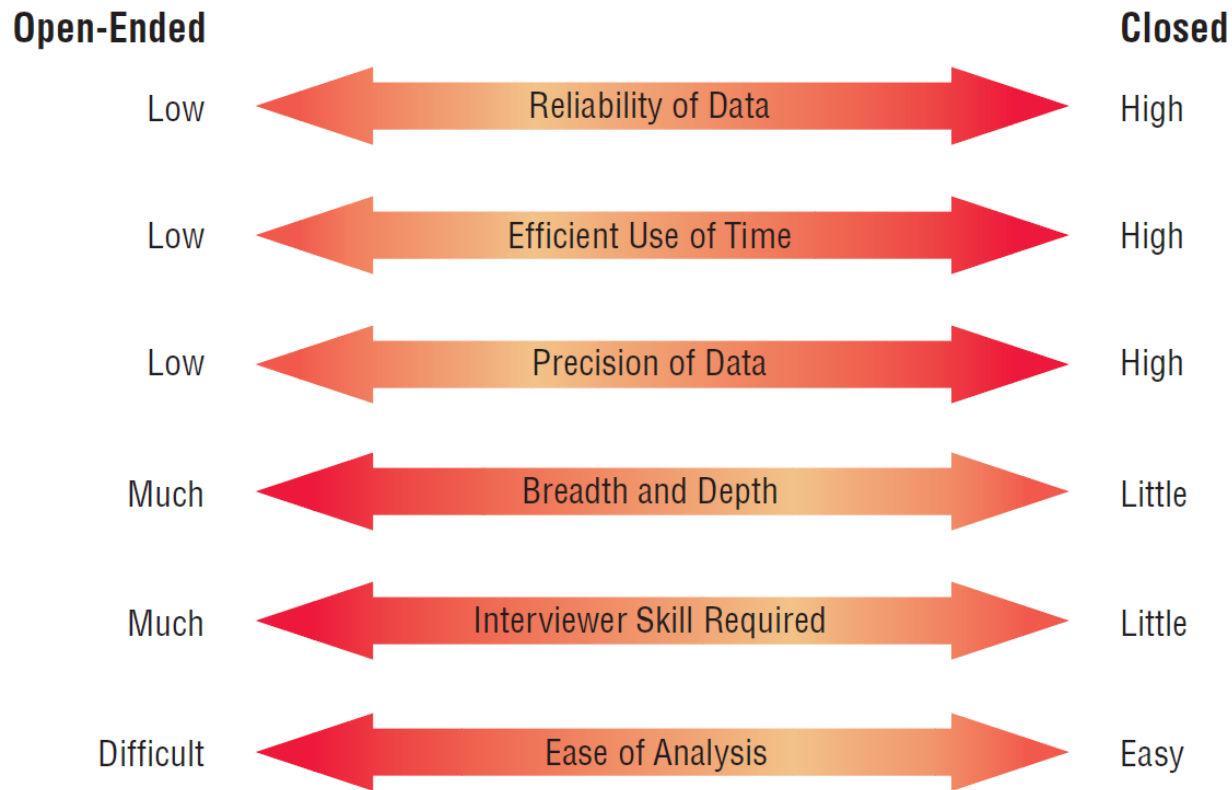 Open-Ended Closed
Low Reliability of Data High
Low Efficient Use of Time High
Low Precision of Data High
Much Breadth and Depth Little
Much Interviewer Skill Required Little
Difficult Ease of Analysis Easy